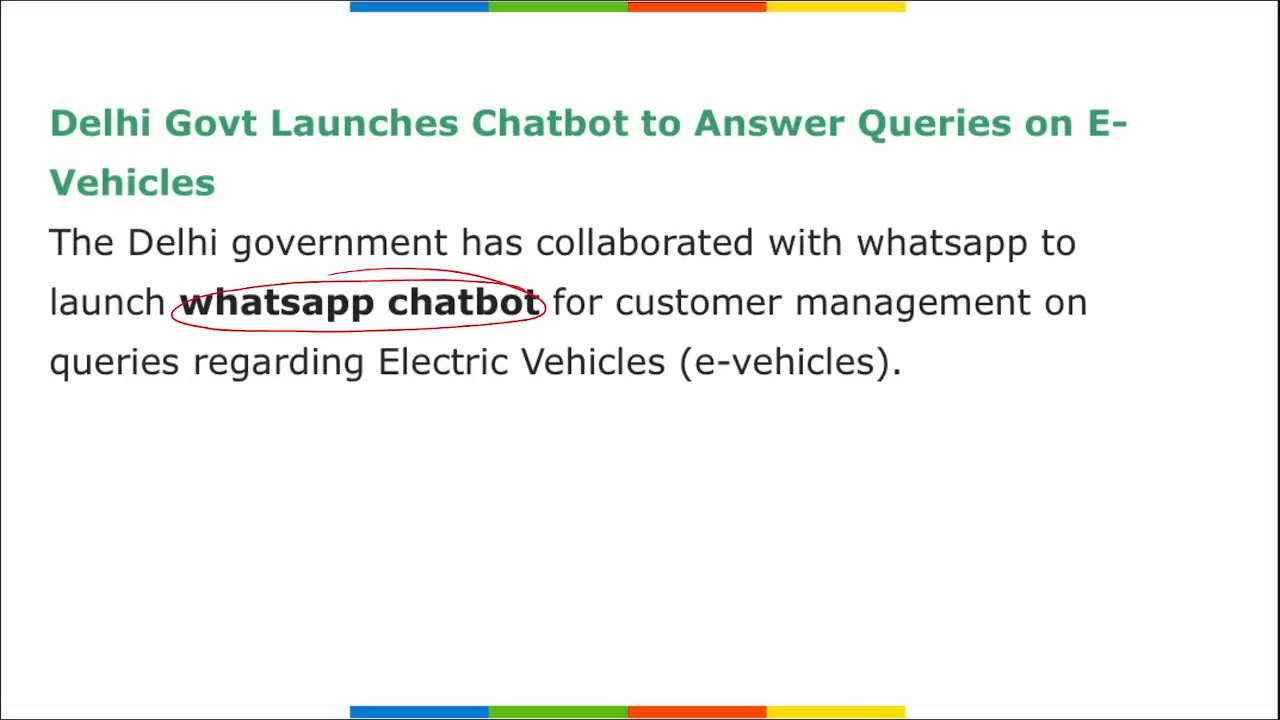 Delhi Govt Launches Chatbot to Answer Queries on E-
Vehicles
The Delhi government has collaborated with whatsapp to
launch whatsapp chatbot for customer management on
queries regarding Electric Vehicles (e-vehicles).